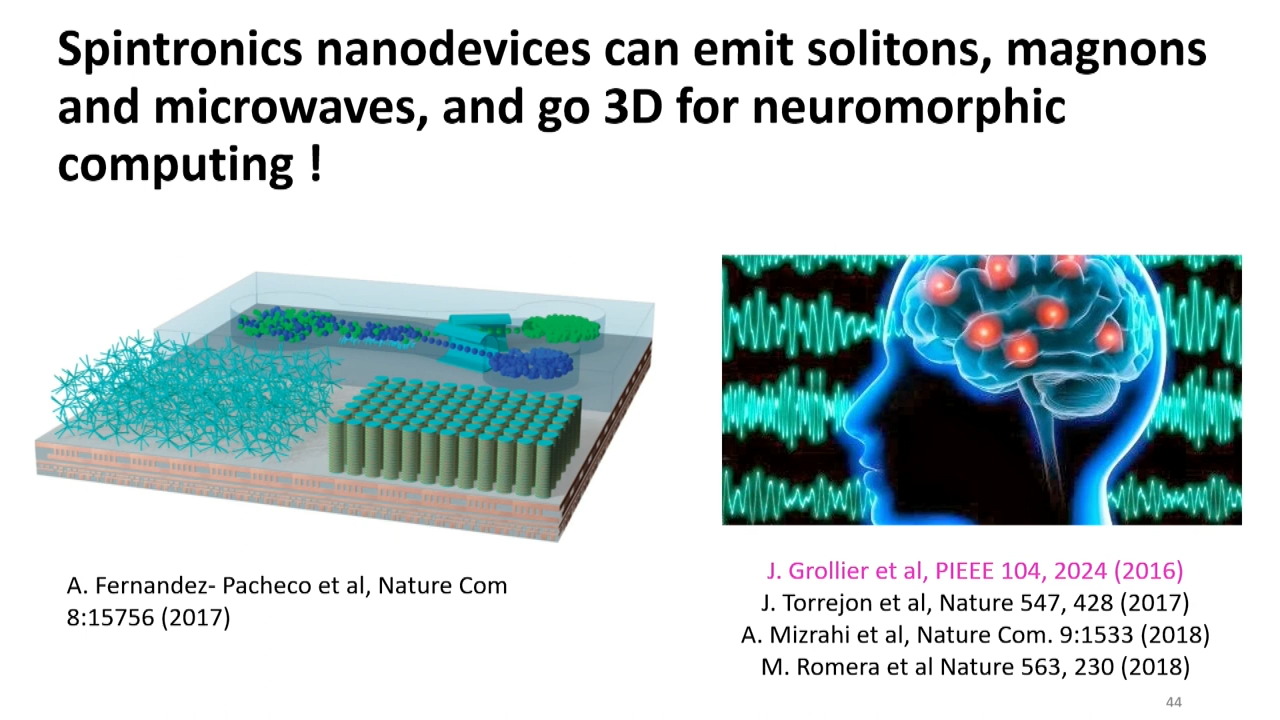 Spintronics nanodevices can emit solitons, magnons
and microwaves, and go 3D for neuromorphic
computing !
A. Fernandez- Pacheco et al, Nature Com
8:15756 (2017)
J. Grollier et al, PIEEE 104, 2024 (2016)
J. Torrejon et al, Nature 547, 428 (2017)
A. Mizrahi et al, Nature Com. 9:1533 (2018)
M. Romera et al Nature 563, 230 (2018)
44